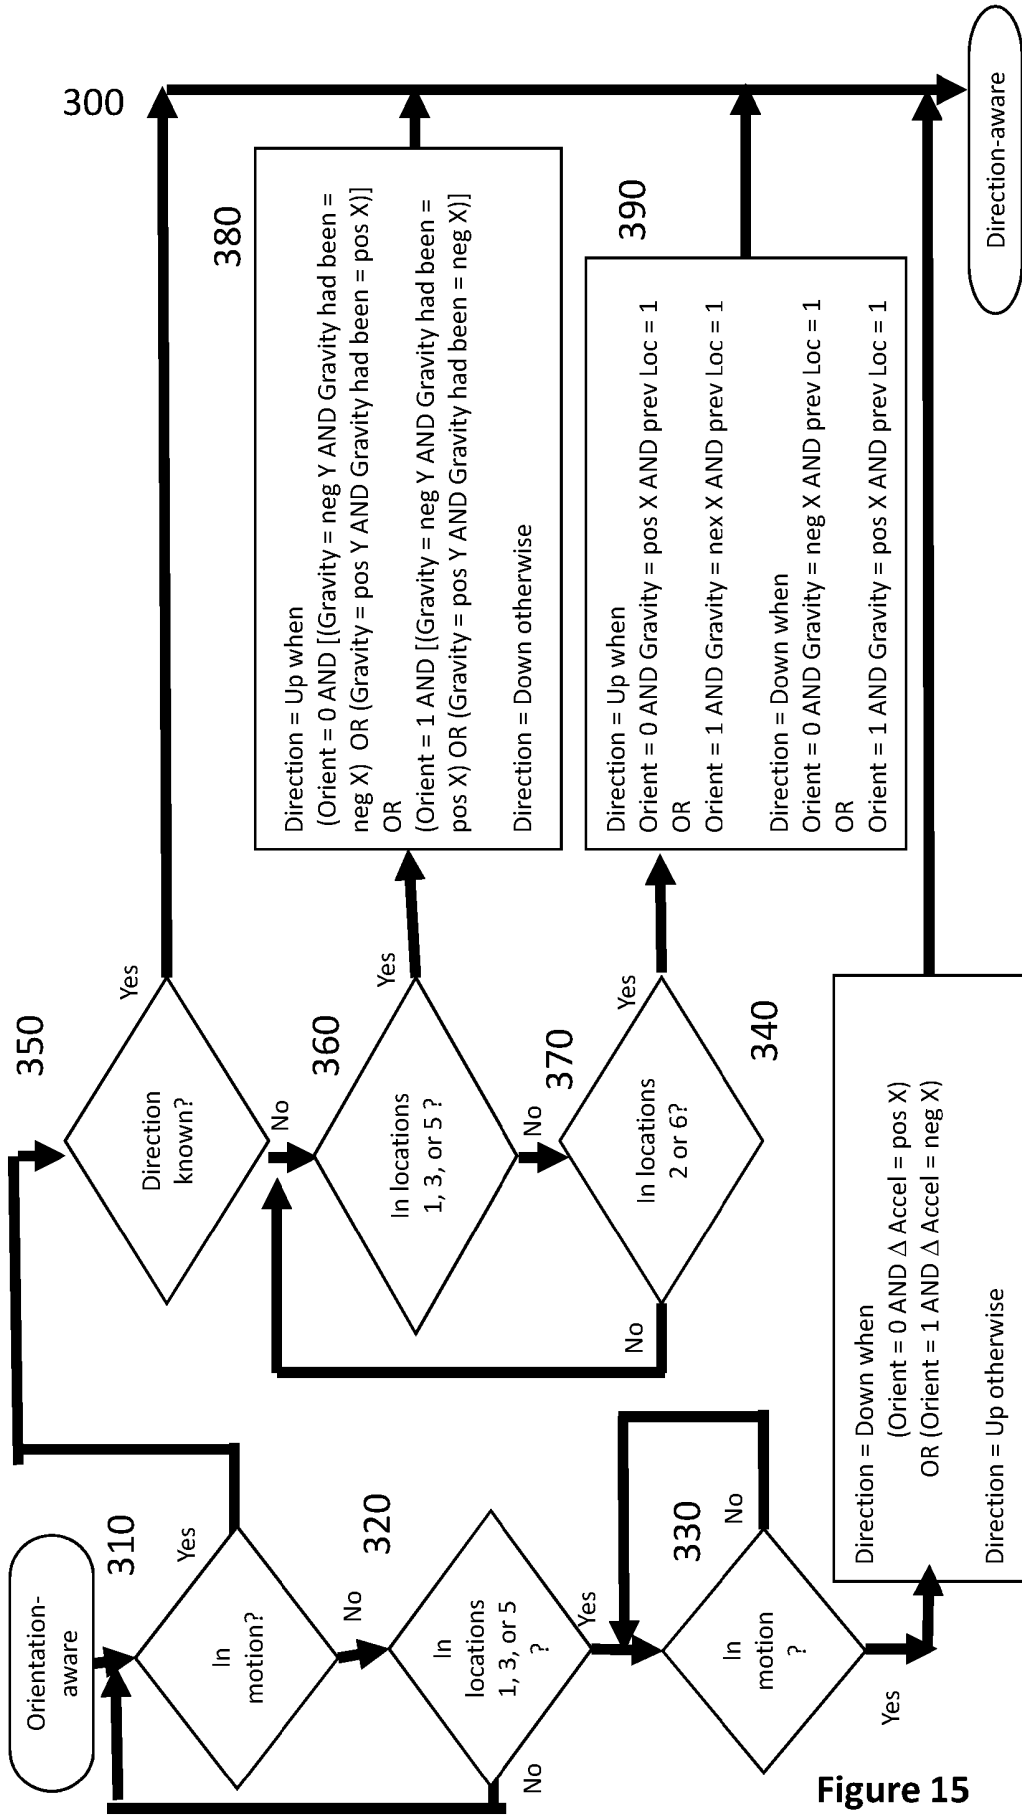 300
Orientation-
aware
310
In
motion?
Yes
No
320
In
locations
1, 3, or 5
?
No
Yes
330
In
motion
?
No
Yes
350
Direction
known?
Yes
No
360
In locations
1, 3, or 5 ?
Yes
No
370
In locations
2 or 6?
Yes
No
340
Direction = Down when
(Orient = 0 AND Δ Accel = pos X)
OR (Orient = 1 AND Δ Accel = neg X)
Direction = Up otherwise
380
Direction = Up when
(Orient = 0 AND [(Gravity = neg Y AND Gravity had been =
neg X) OR (Gravity = pos Y AND Gravity had been = pos X)]
OR
(Orient = 1 AND [(Gravity = neg Y AND Gravity had been =
pos X) OR (Gravity = pos Y AND Gravity had been = neg X)]
Direction = Down otherwise
390
Direction = Up when
Orient = 0 AND Gravity = pos X AND prev Loc = 1
OR
Orient = 1 AND Gravity = nex X AND prev Loc = 1
Direction = Down when
Orient = 0 AND Gravity = neg X AND prev Loc = 1
OR
Orient = 1 AND Gravity = pos X AND prev Loc = 1
Direction-aware
Figure 15